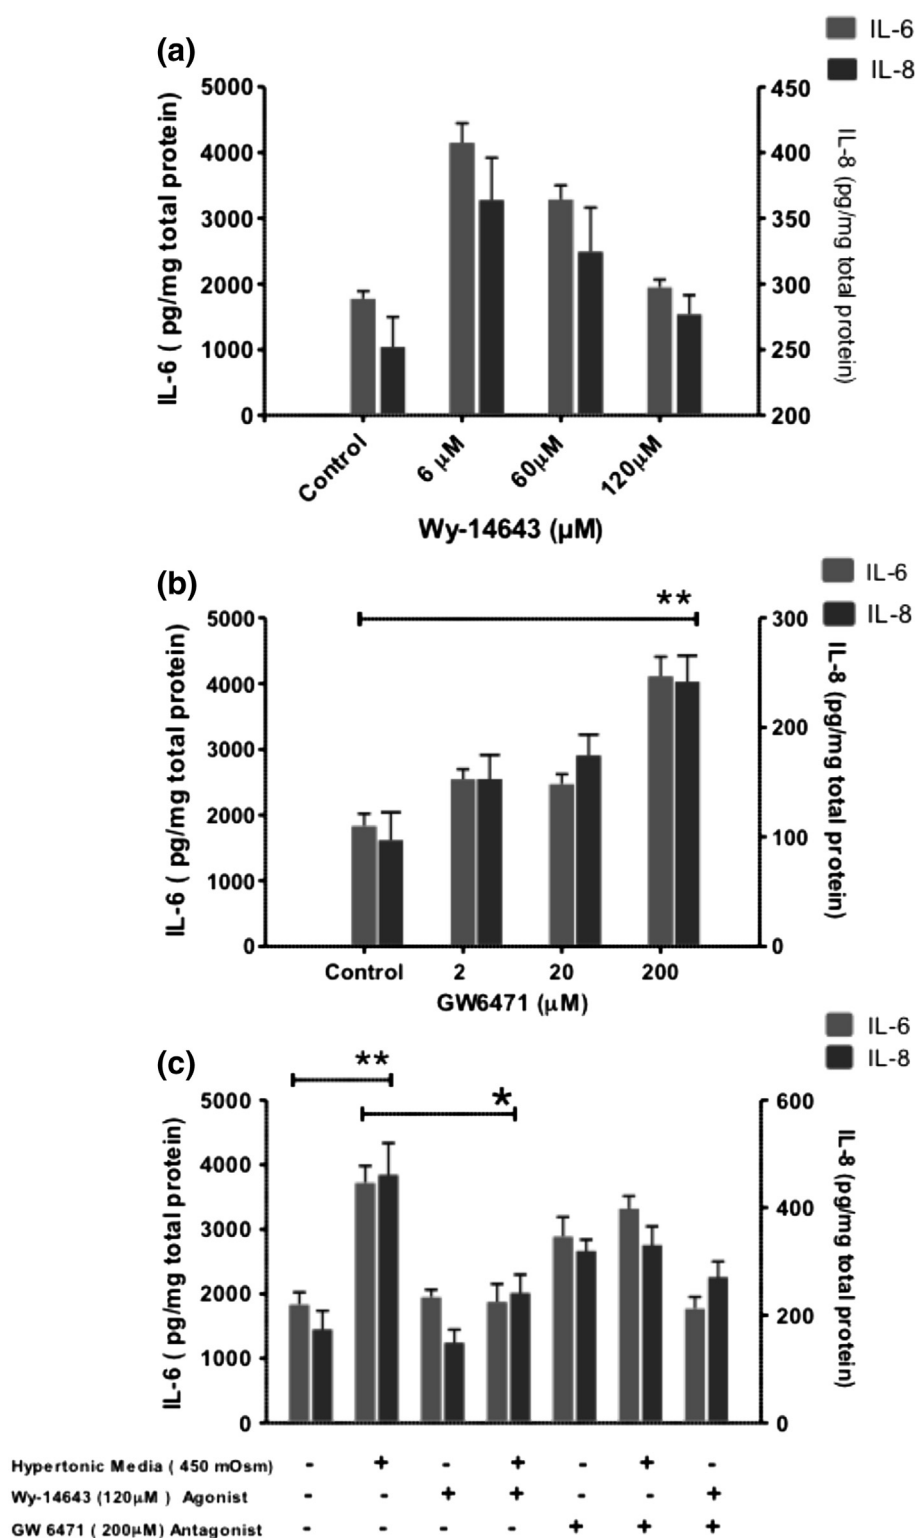 (a)
IL-6
IL-8
IL-6 ( pg/mg total protein)
5000
4000
3000
2000
1000
0
450
400
350
300
250
200
IL-8 (pg/mg total protein)
Control
6 µM
60µM
120µM
Wy-14643 (µM)
(b)
IL-6
IL-8
**
IL-6 ( pg/mg total protein)
5000
4000
3000
2000
1000
0
300
200
100
0
IL-8 (pg/mg total protein)
Control 2 20 200
GW6471 (µM)
(c)
IL-6
IL-8
**
*
IL-6 ( pg/mg total protein)
5000
4000
3000
2000
1000
0
600
400
200
0
IL-8 (pg/mg total protein)
Hypertonic Media ( 450 mOsm) - + - + - + -
Wy-14643 (120µM ) Agonist - - + + - - +
GW 6471 ( 200µM) Antagonist - - - - + + +